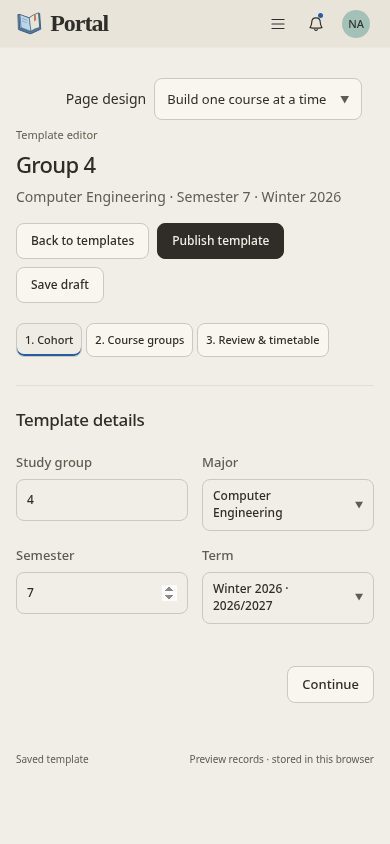 Portal
NA
Page design
Build one course at a time
Template editor
Group 4
Computer Engineering · Semester 7 · Winter 2026
Back to templates
Publish template
Save draft
1. Cohort
2. Course groups
3. Review & timetable
Template details
Study group
Major
4
Computer
Engineering
Semester
Term
7
Winter 2026 ·
2026/2027
Continue
Saved template
Preview records · stored in this browser